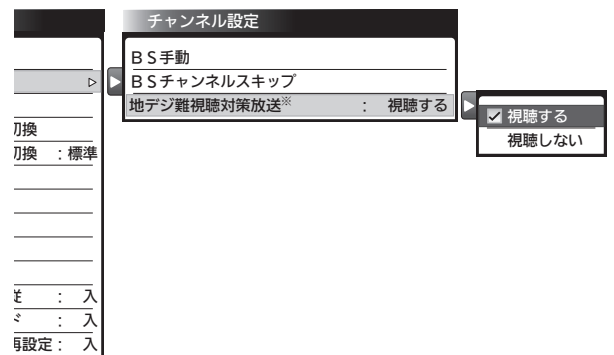 チャンネル設定
BS手動
BSチャンネルスキップ
地デジ難視聴対策放送※ : 視聴する
視聴する
視聴しない
切換
切換 : 標準
: 入
ド : 入
再設定 : 入